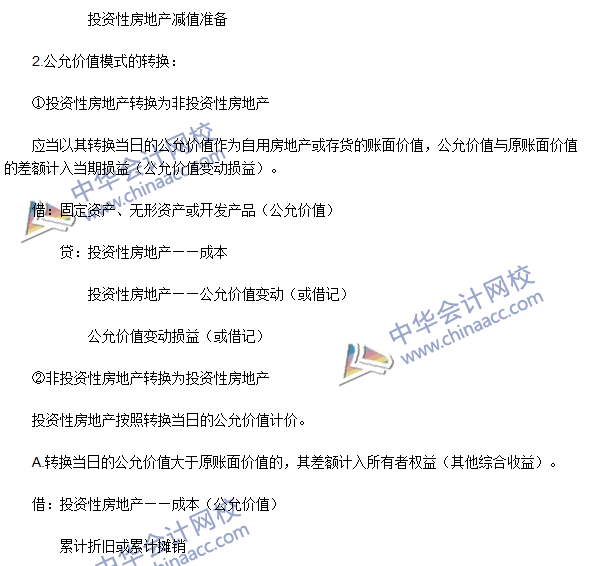 投资性房地产减值准备
2.公允价值模式的转换：
①投资性房地产转换为非投资性房地产
应当以其转换当日的公允价值作为自用房地产或存货的账面价值，公允价值与原账面价值
的差额计入当期损益（公允价值变动损益）。
借：固定资产、无形资产或开发产品（公允价值）
贷：投资性房地产——成本
投资性房地产——公允价值变动（或借记）
公允价值变动损益（或借记）
②非投资性房地产转换为投资性房地产
投资性房地产按照转换当日的公允价值计价。
A.转换当日的公允价值大于原账面价值的，其差额计入所有者权益（其他综合收益）。
借：投资性房地产——成本（公允价值）
累计折旧或累计摊销
中华会计网校
www.chinaacc.com
中华会计网校
www.chinaacc.com
中华会计网校
www.chinaacc.com